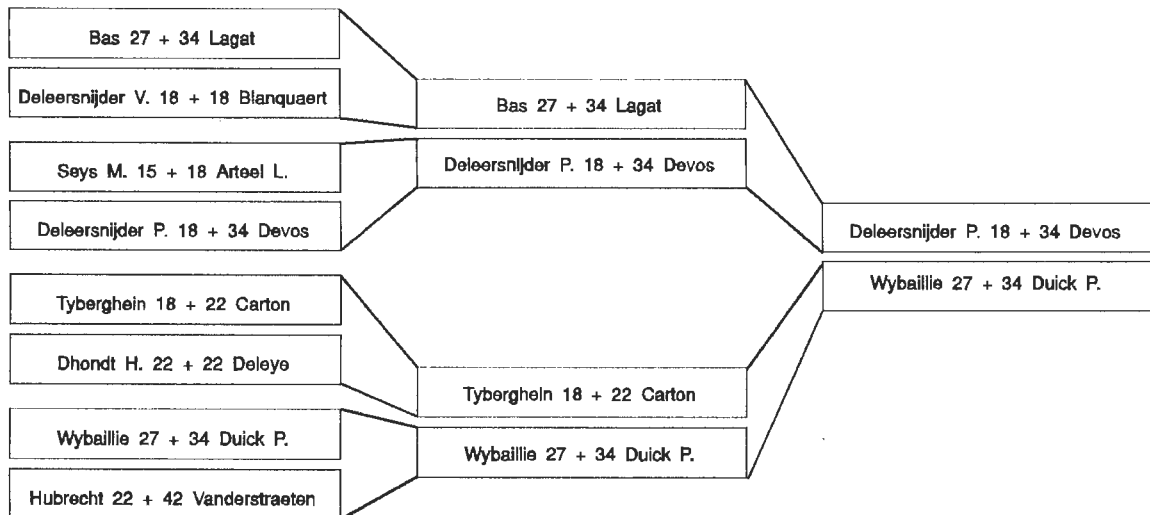 Bas 27 + 34 Lagat
Deleersnijder V. 18 + 18 Blanquaert
Seys M. 15 + 18 Arteel L.
Deleersnijder P. 18 + 34 Devos
Tyberghein 18 + 22 Carton
Dhondt H. 22 + 22 Deleye
Wybaillie 27 + 34 Duick P.
Hubrecht 22 + 42 Vanderstraeten
Bas 27 + 34 Lagat
Deleersnijder P. 18 + 34 Devos
Tyberghein 18 + 22 Carton
Wybaillie 27 + 34 Duick P.
Deleersnijder P. 18 + 34 Devos
Wybaillie 27 + 34 Duick P.